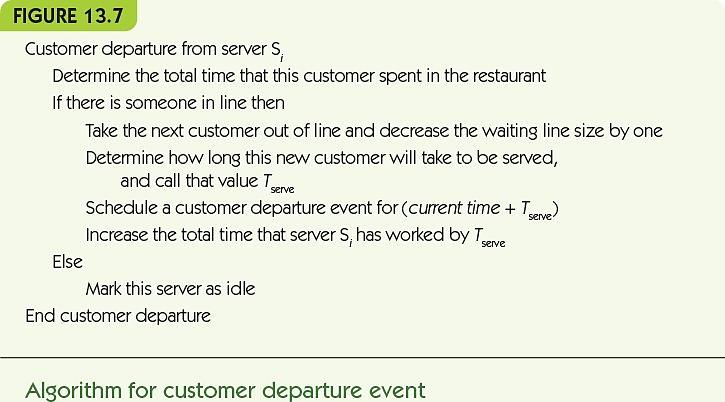 FIGURE 13.7
Customer departure from server Sᵢ
Determine the total time that this customer spent in the restaurant
If there is someone in line then
Take the next customer out of line and decrease the waiting line size by one
Determine how long this new customer will take to be served,
and call that value Tserve
Schedule a customer departure event for (current time + Tserve)
Increase the total time that server Sᵢ has worked by Tserve
Else
Mark this server as idle
End customer departure
Algorithm for customer departure event